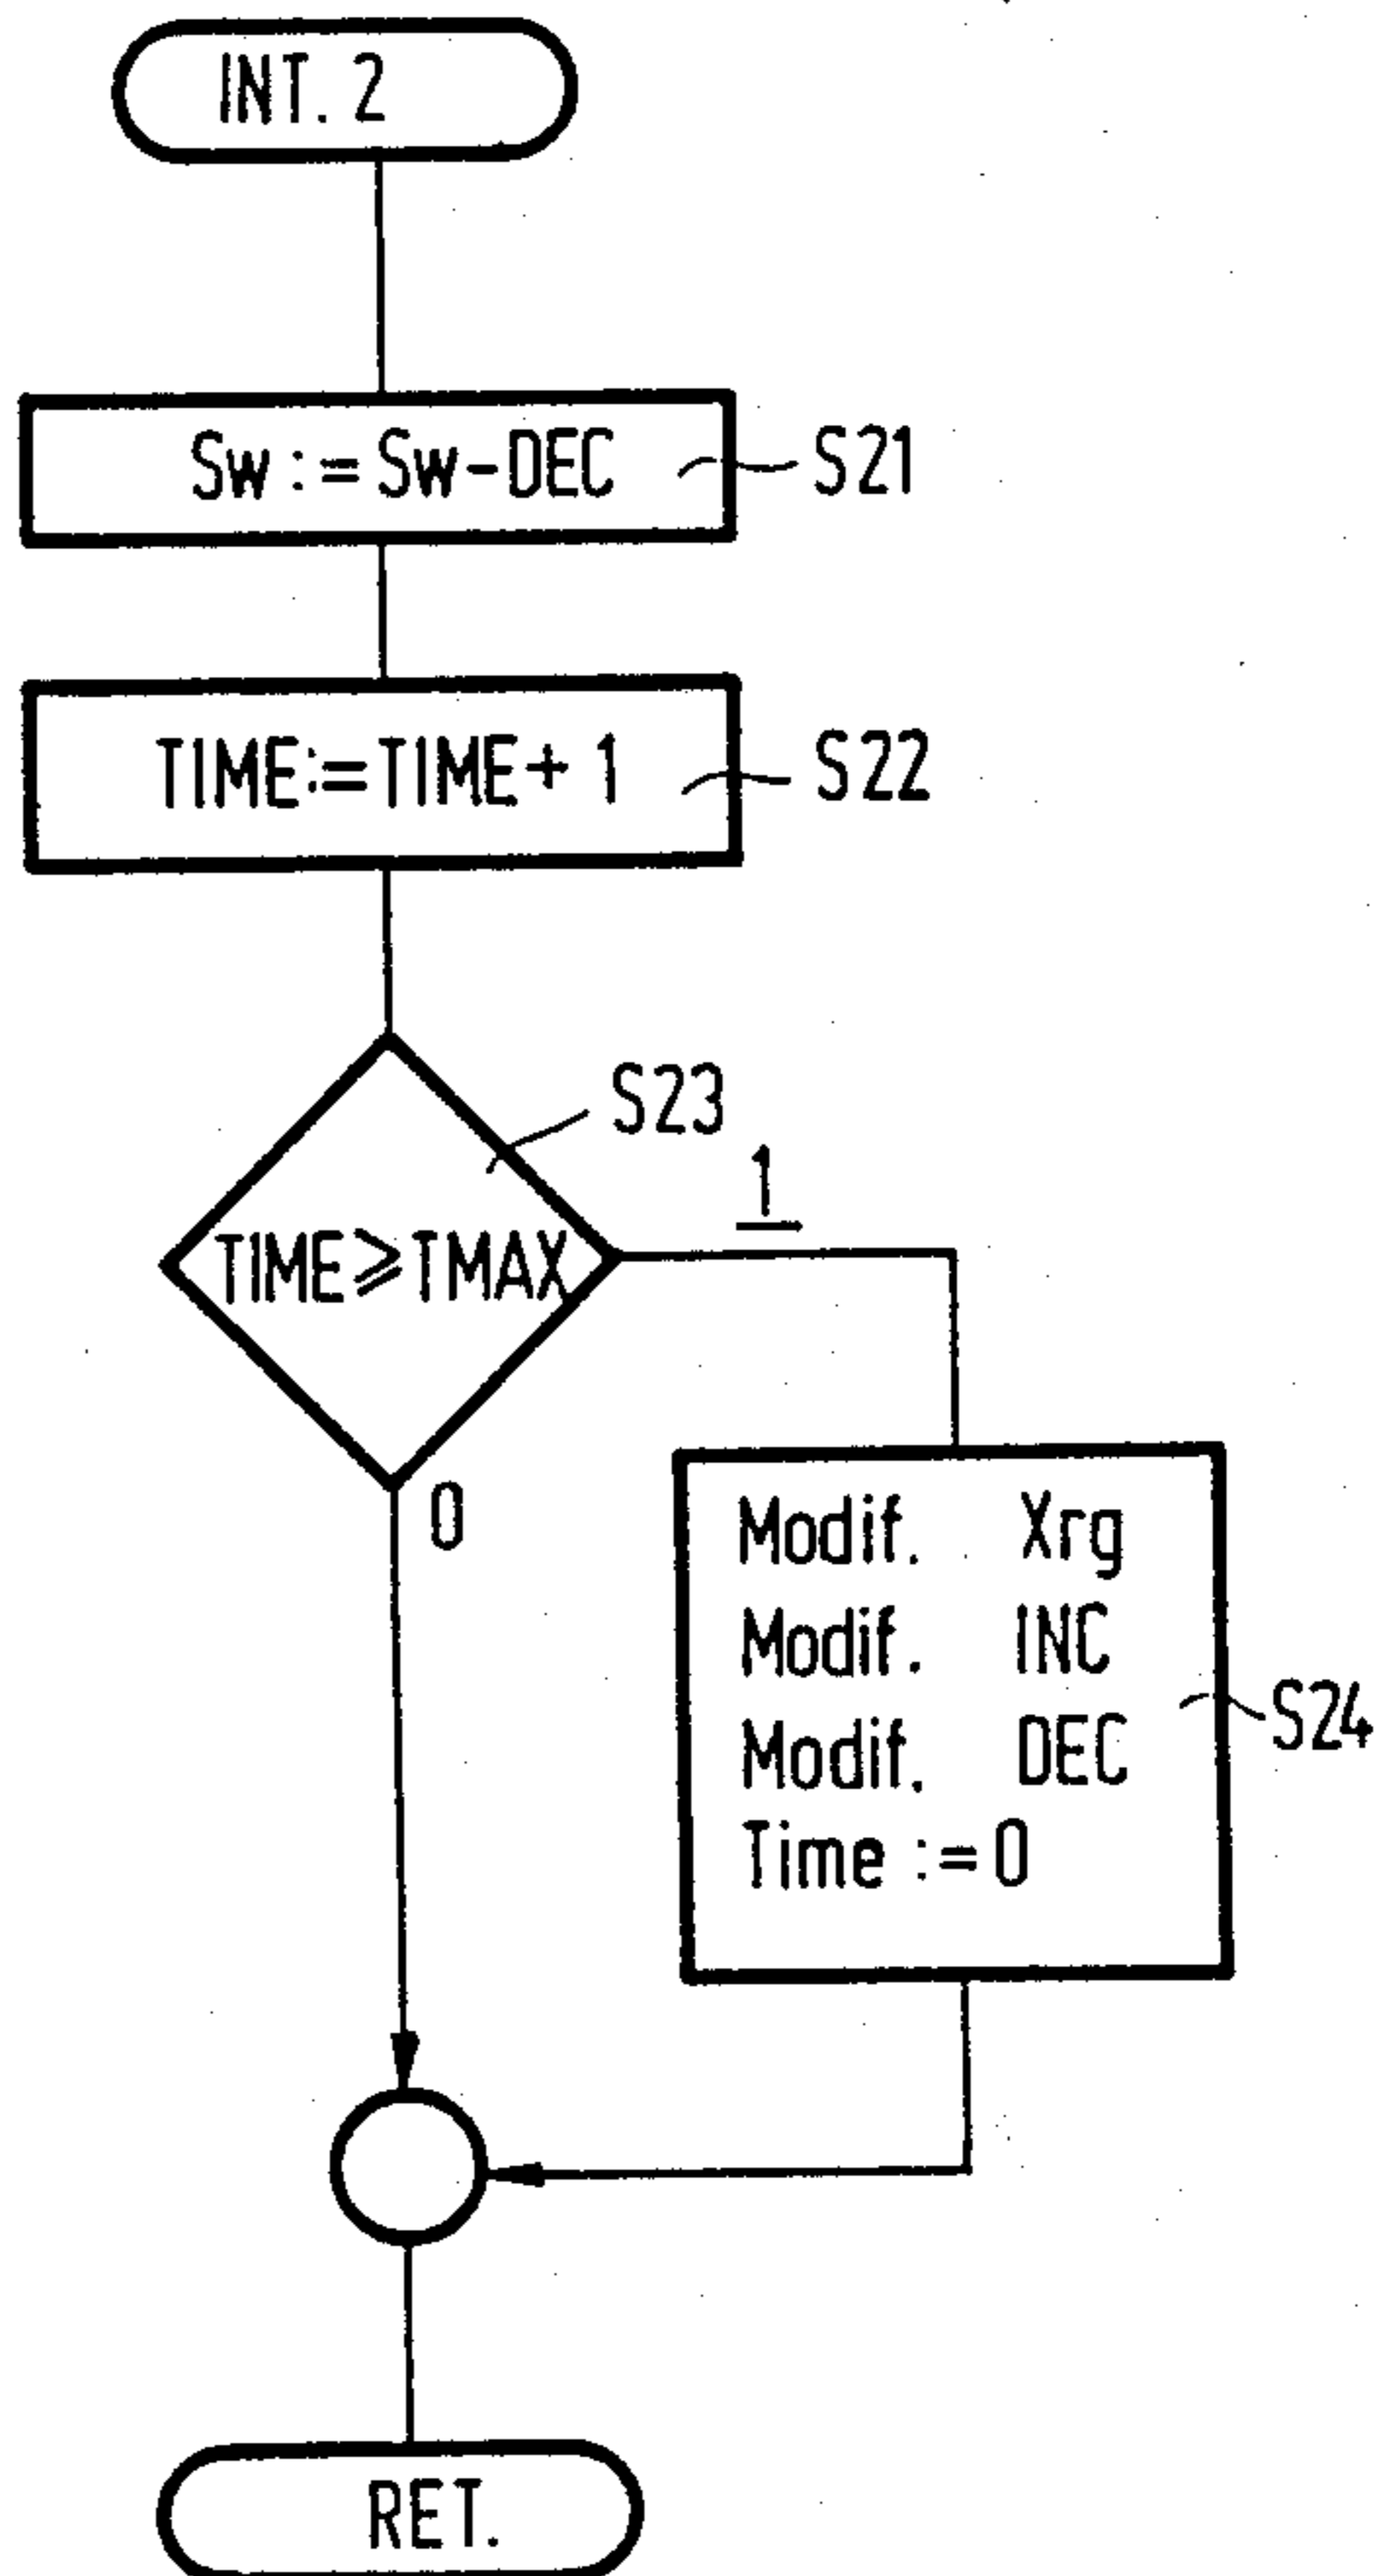 INT. 2
Sw := Sw-DEC
S21
TIME:=TIME+ 1
S22
S23
TIME≥TMAX
1
0
Modif. Xrg
Modif. INC
Modif. DEC
Time := 0
S24
RET.